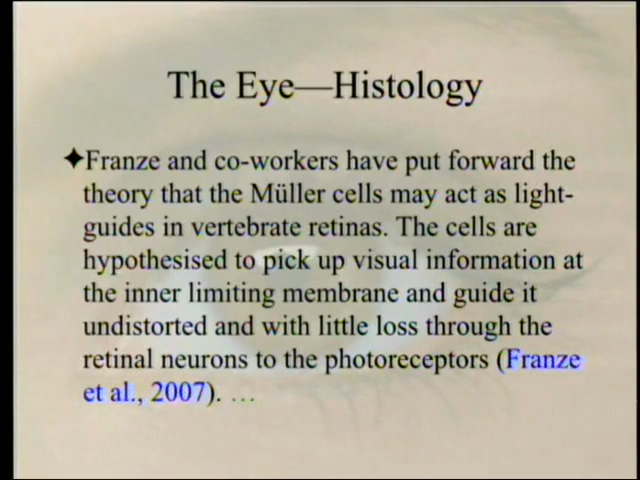 The Eye—Histology
✦Franze and co-workers have put forward the
theory that the Müller cells may act as light-
guides in vertebrate retinas. The cells are
hypothesised to pick up visual information at
the inner limiting membrane and guide it
undistorted and with little loss through the
retinal neurons to the photoreceptors (Franze
et al., 2007). …